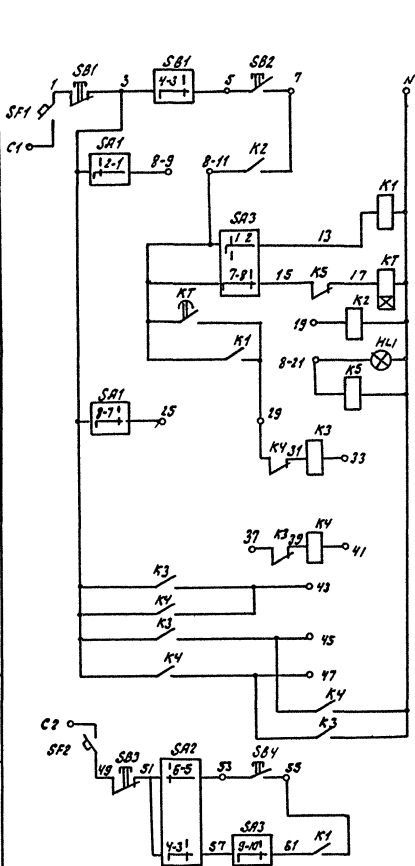 1
SB1
3
SB1
4-3
5
SB2
7
N
SF1
C1
SA1
2-1
8-9
8-11
K2
K1
SA3
1 2
13
7-8
15
K5
17
KT
KT
K2
19
K1
8-21
HL1
K5
SA1
8-7
25
29
K4
31
K3
33
37
K3
39
K4
41
K3
43
K4
K3
45
K4
47
K4
K3
C2
SF2
49
SB3
51
SA2
6-5
53
SB4
55
4-3
57
SA3
9-10
61
K1